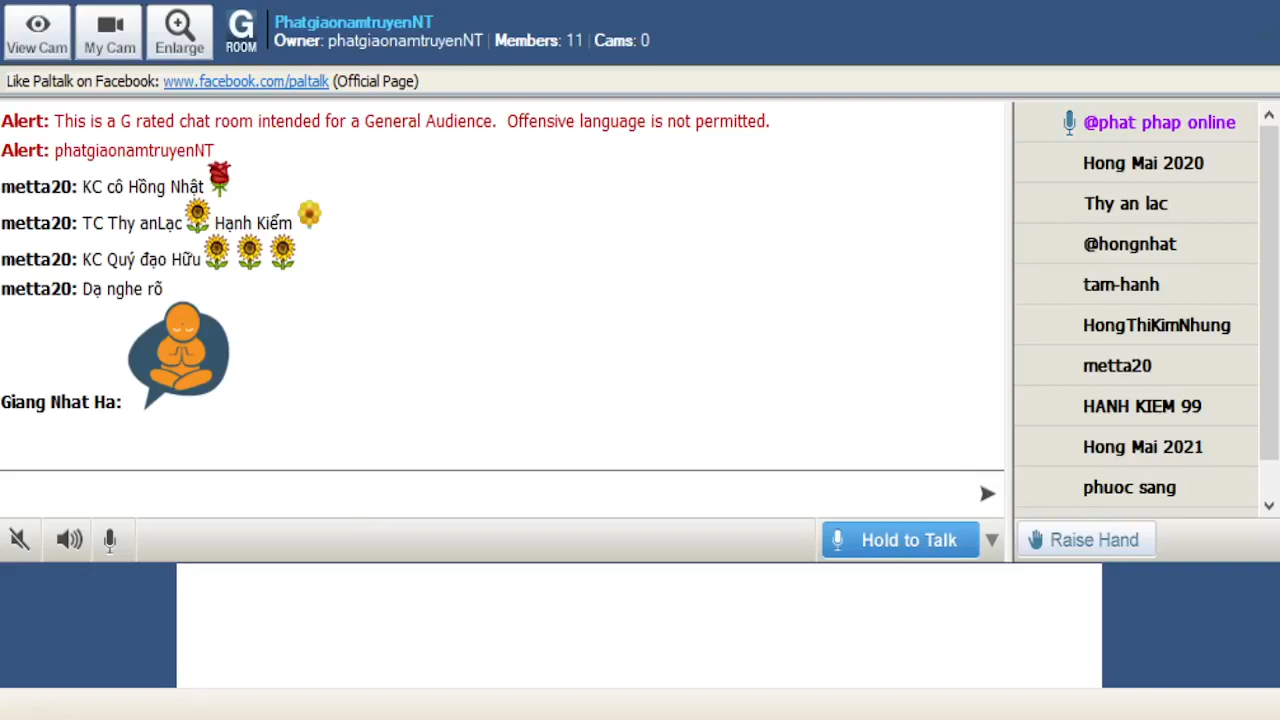 View Cam
My Cam
Enlarge
G
ROOM
PhatgiaonamtruyenNT
Owner: phatgiaonamtruyenNT | Members: 11 | Cams: 0
Like Paltalk on Facebook: www.facebook.com/paltalk (Official Page)
Alert: This is a G rated chat room intended for a General Audience.  Offensive language is not permitted.
Alert: phatgiaonamtruyenNT
metta20: KC cô Hồng Nhật
metta20: TC Thy anLạc Hạnh Kiểm
metta20: KC Quý đạo Hữu
metta20: Dạ nghe rõ
Giang Nhat Ha:
@phat phap online
Hong Mai 2020
Thy an lac
@hongnhat
tam-hanh
HongThiKimNhung
metta20
HANH KIEM 99
Hong Mai 2021
phuoc sang
Hold to Talk
Raise Hand